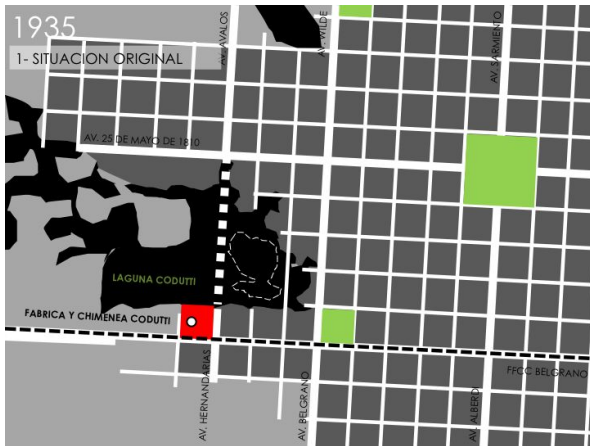 1935
1- SITUACION ORIGINAL
AV. AVALOS
AV. WILDE
AV. SARMIENTO
AV. 25 DE MAYO DE 1810
LAGUNA CODUTTI
FABRICA Y CHIMENEA CODUTTI
FFCC BELGRANO
AV. HERNANDARIAS
AV. BELGRANO
AV. ALBERDI